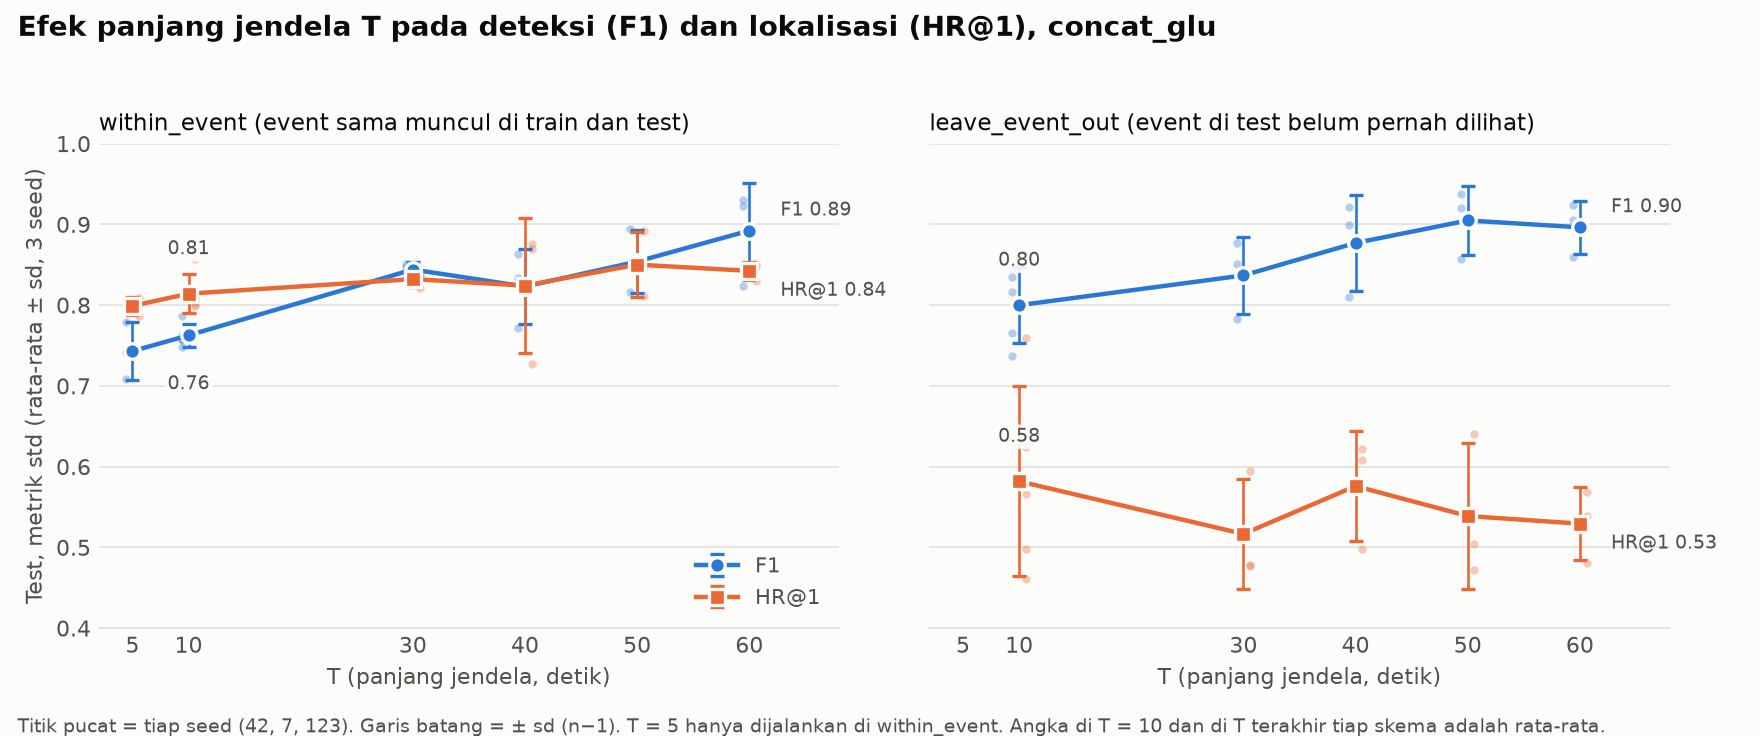 Efek panjang jendela T pada deteksi (F1) dan lokalisasi (HR@1), concat_glu
within_event (event sama muncul di train dan test)
leave_event_out (event di test belum pernah dilihat)
Test, metrik std (rata-rata ± sd, 3 seed)
1.0
0.9
0.8
0.7
0.6
0.5
0.4
0.81
0.76
F1 0.89
HR@1 0.84
F1
HR@1
5 10 30 40 50 60
T (panjang jendela, detik)
0.80
0.58
F1 0.90
HR@1 0.53
5 10 30 40 50 60
T (panjang jendela, detik)
Titik pucat = tiap seed (42, 7, 123). Garis batang = ± sd (n−1). T = 5 hanya dijalankan di within_event. Angka di T = 10 dan di T terakhir tiap skema adalah rata-rata.